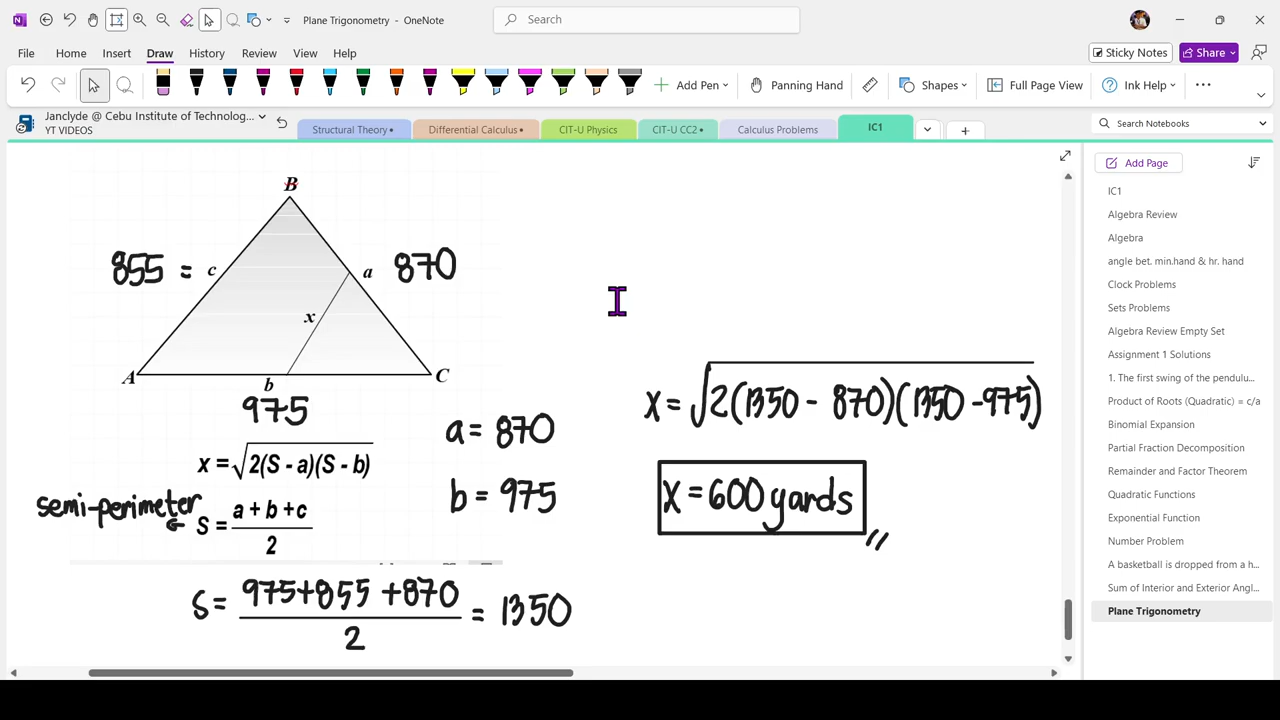 Plane Trigonometry - OneNote
Search
File Home Insert Draw History Review View Help
Sticky Notes
Share
Add Pen
Panning Hand
Shapes
Full Page View
Ink Help
Janclyde @ Cebu Institute of Technolog...
YT VIDEOS
Structural Theory
Differential Calculus
CIT-U Physics
CIT-U CC2
Calculus Problems
IC1
Search Notebooks
Add Page
IC1
Algebra Review
Algebra
angle bet. min.hand & hr. hand
Clock Problems
Sets Problems
Algebra Review Empty Set
Assignment 1 Solutions
1. The first swing of the pendulu...
Product of Roots (Quadratic) = c/a
Binomial Expansion
Partial Fraction Decomposition
Remainder and Factor Theorem
Quadratic Functions
Exponential Function
Number Problem
A basketball is dropped from a h...
Sum of Interior and Exterior Angl...
Plane Trigonometry
B
855 = c
a 870
x
A
b
C
975
a = 870
b = 975
x = √2(S - a)(S - b)
semi-perimeter
S = a + b + c
2
S = 975+855 +870 = 1350
2
x = √2(1350 - 870)(1350 -975)
x = 600 yards